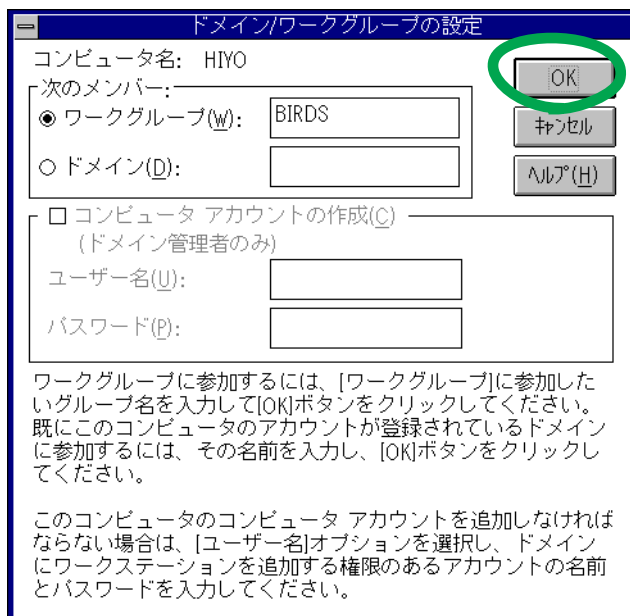 ドメイン/ワークグループの設定
コンピュータ名: HIYO
OK
次のメンバー:
ワークグループ(W): BIRDS
キャンセル
ドメイン(D):
ヘルプ(H)
コンピュータ アカウントの作成(C)
(ドメイン管理者のみ)
ユーザー名(U):
パスワード(P):
ワークグループに参加するには、[ワークグループ]に参加した
いグループ名を入力して[OK]ボタンをクリックしてください。
既にこのコンピュータのアカウントが登録されているドメイン
に参加するには、その名前を入力し、[OK]ボタンをクリックし
てください。
このコンピュータのコンピュータ アカウントを追加しなければ
ならない場合は、[ユーザー名]オプションを選択し、ドメイン
にワークステーションを追加する権限のあるアカウントの名前
とパスワードを入力してください。